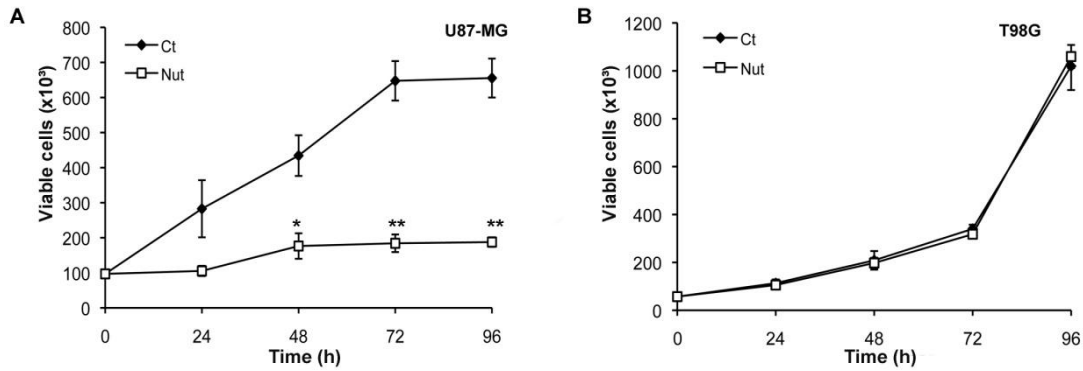 A
U87-MG
Ct
Nut
Viable cells (x10³)
800
700
600
500
400
300
200
100
0
*
**
**
0 24 48 72 96
Time (h)
B
T98G
Ct
Nut
Viable cells (x10³)
1200
1000
800
600
400
200
0
0 24 48 72 96
Time (h)